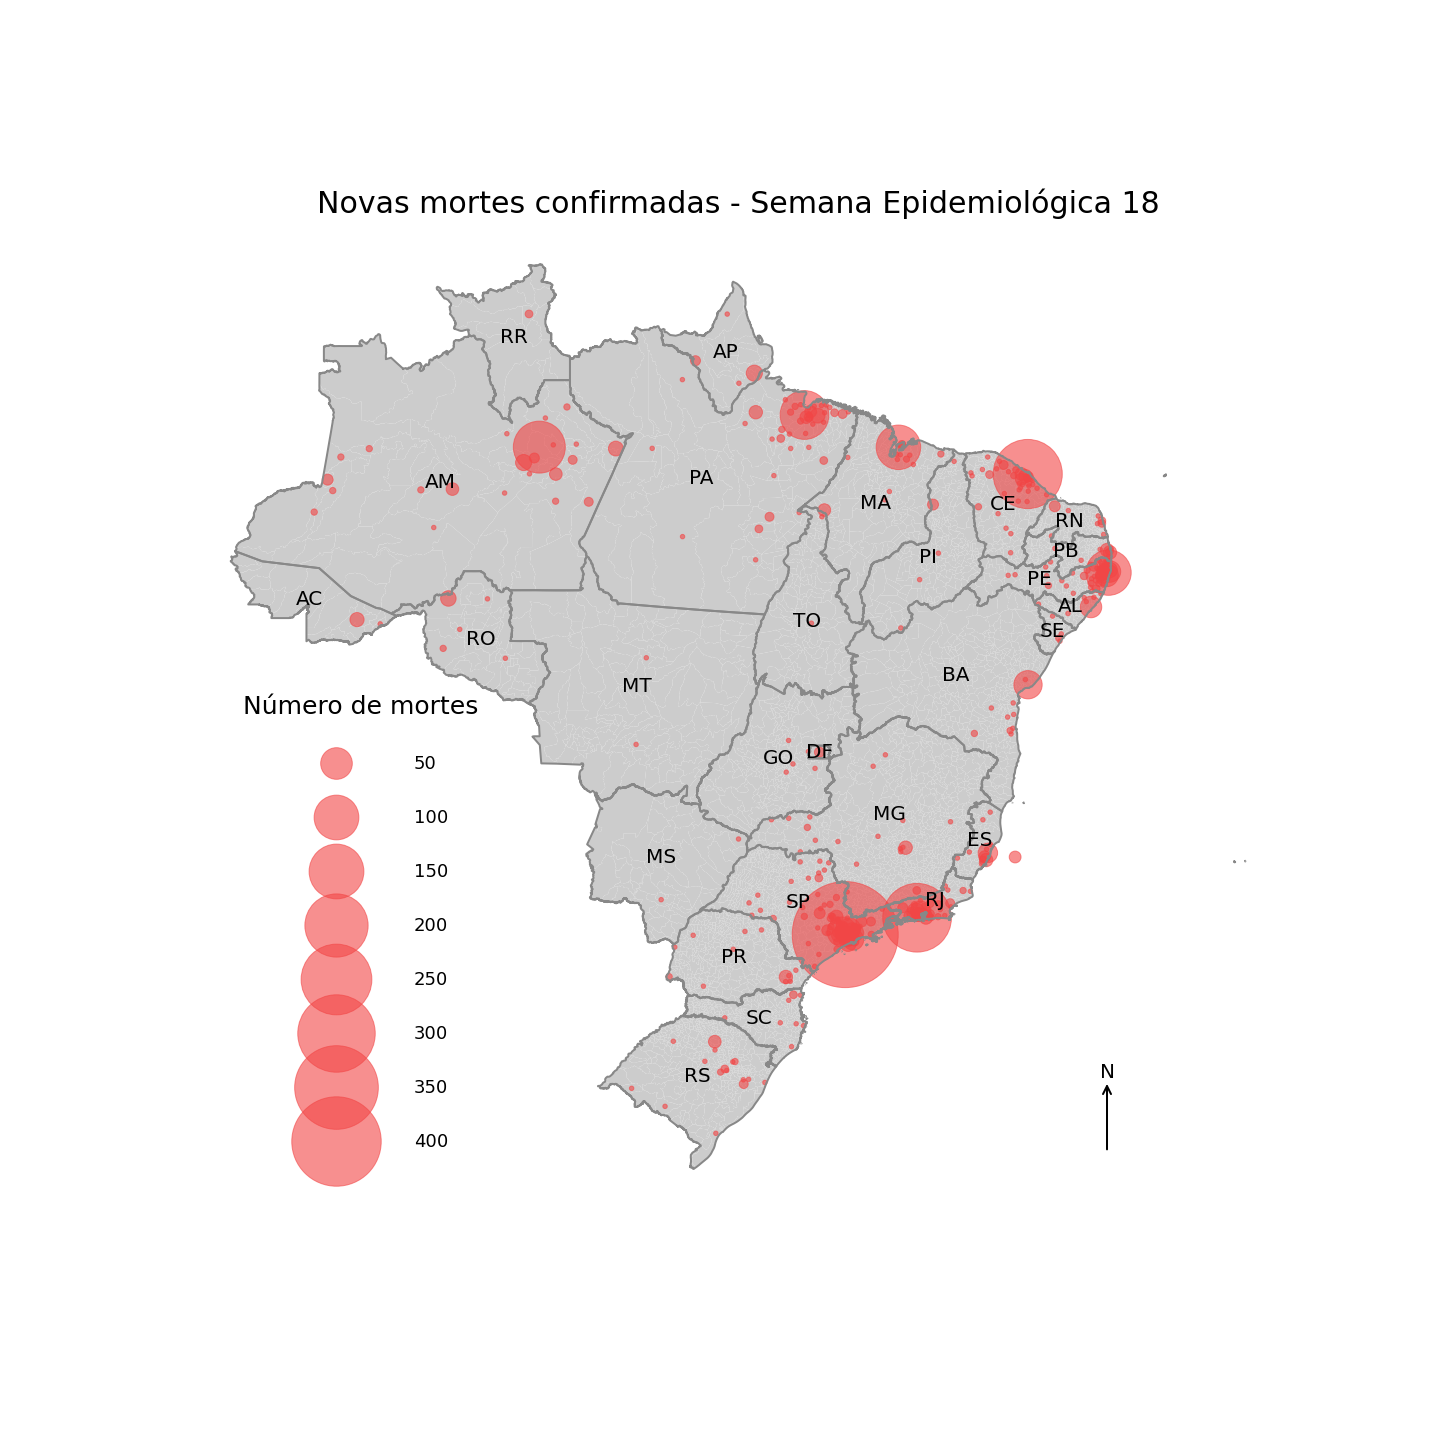 Novas mortes confirmadas - Semana Epidemiológica 18
RR
AP
AM
PA
MA
CE
RN
PB
PI
PE
AC
AL
TO
SE
RO
BA
MT
Número de mortes
GO DF
50
100
MG
ES
MS
150
SP
RJ
200
PR
250
SC
300
RS
N
350
400